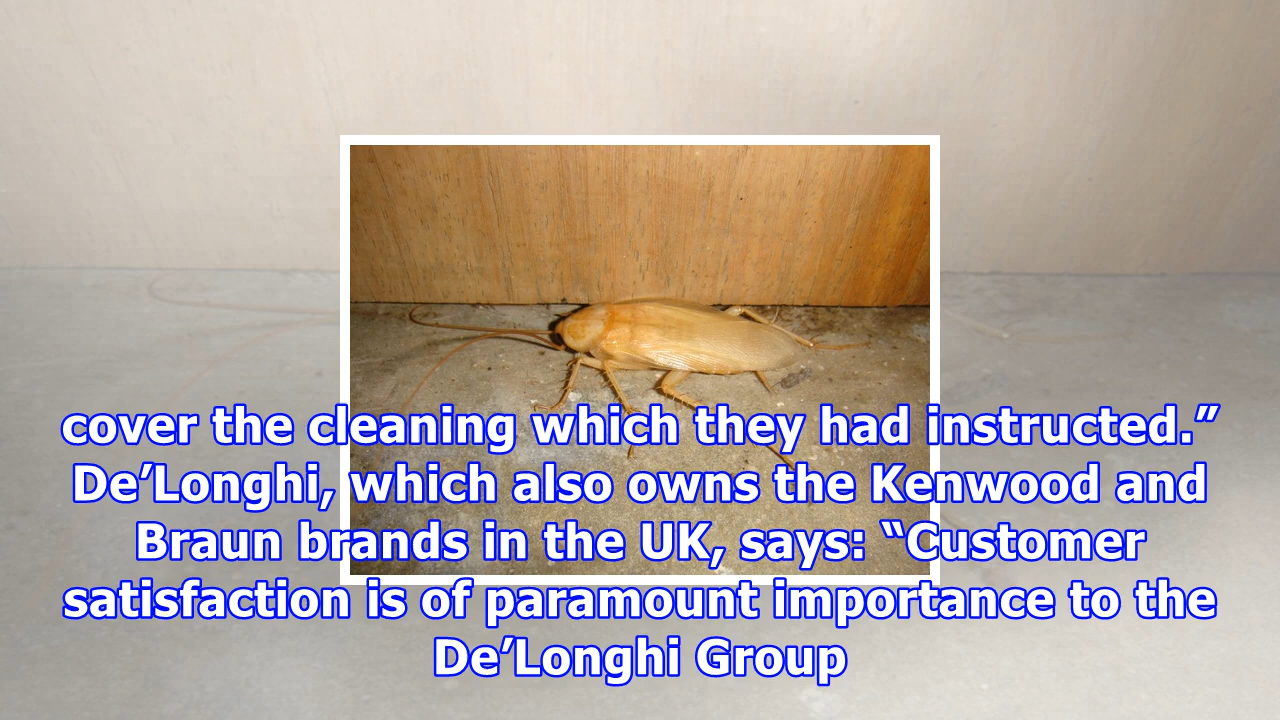 cover the cleaning which they had instructed.”
De’Longhi, which also owns the Kenwood and
Braun brands in the UK, says: “Customer
satisfaction is of paramount importance to the
De’Longhi Group